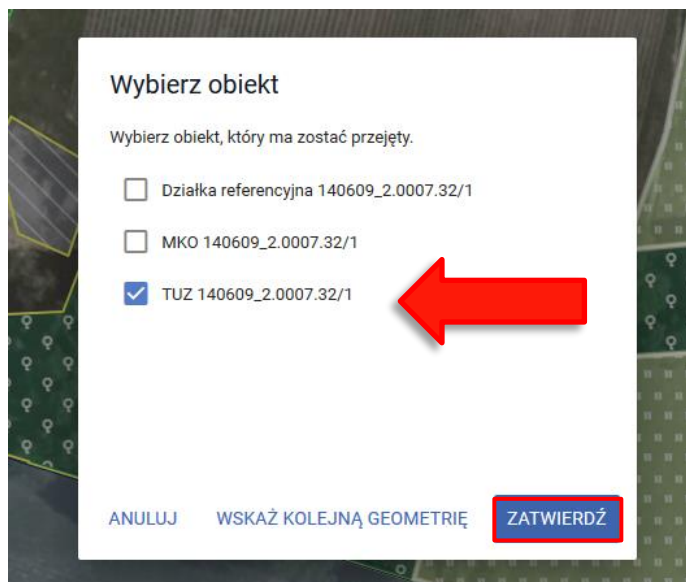 Wybierz obiekt
Wybierz obiekt, który ma zostać przejęty.
Działka referencyjna 140609_2.0007.32/1
MKO 140609_2.0007.32/1
TUZ 140609_2.0007.32/1
ANULUJ WSKAŻ KOLEJNĄ GEOMETRIĘ ZATWIERDŹ